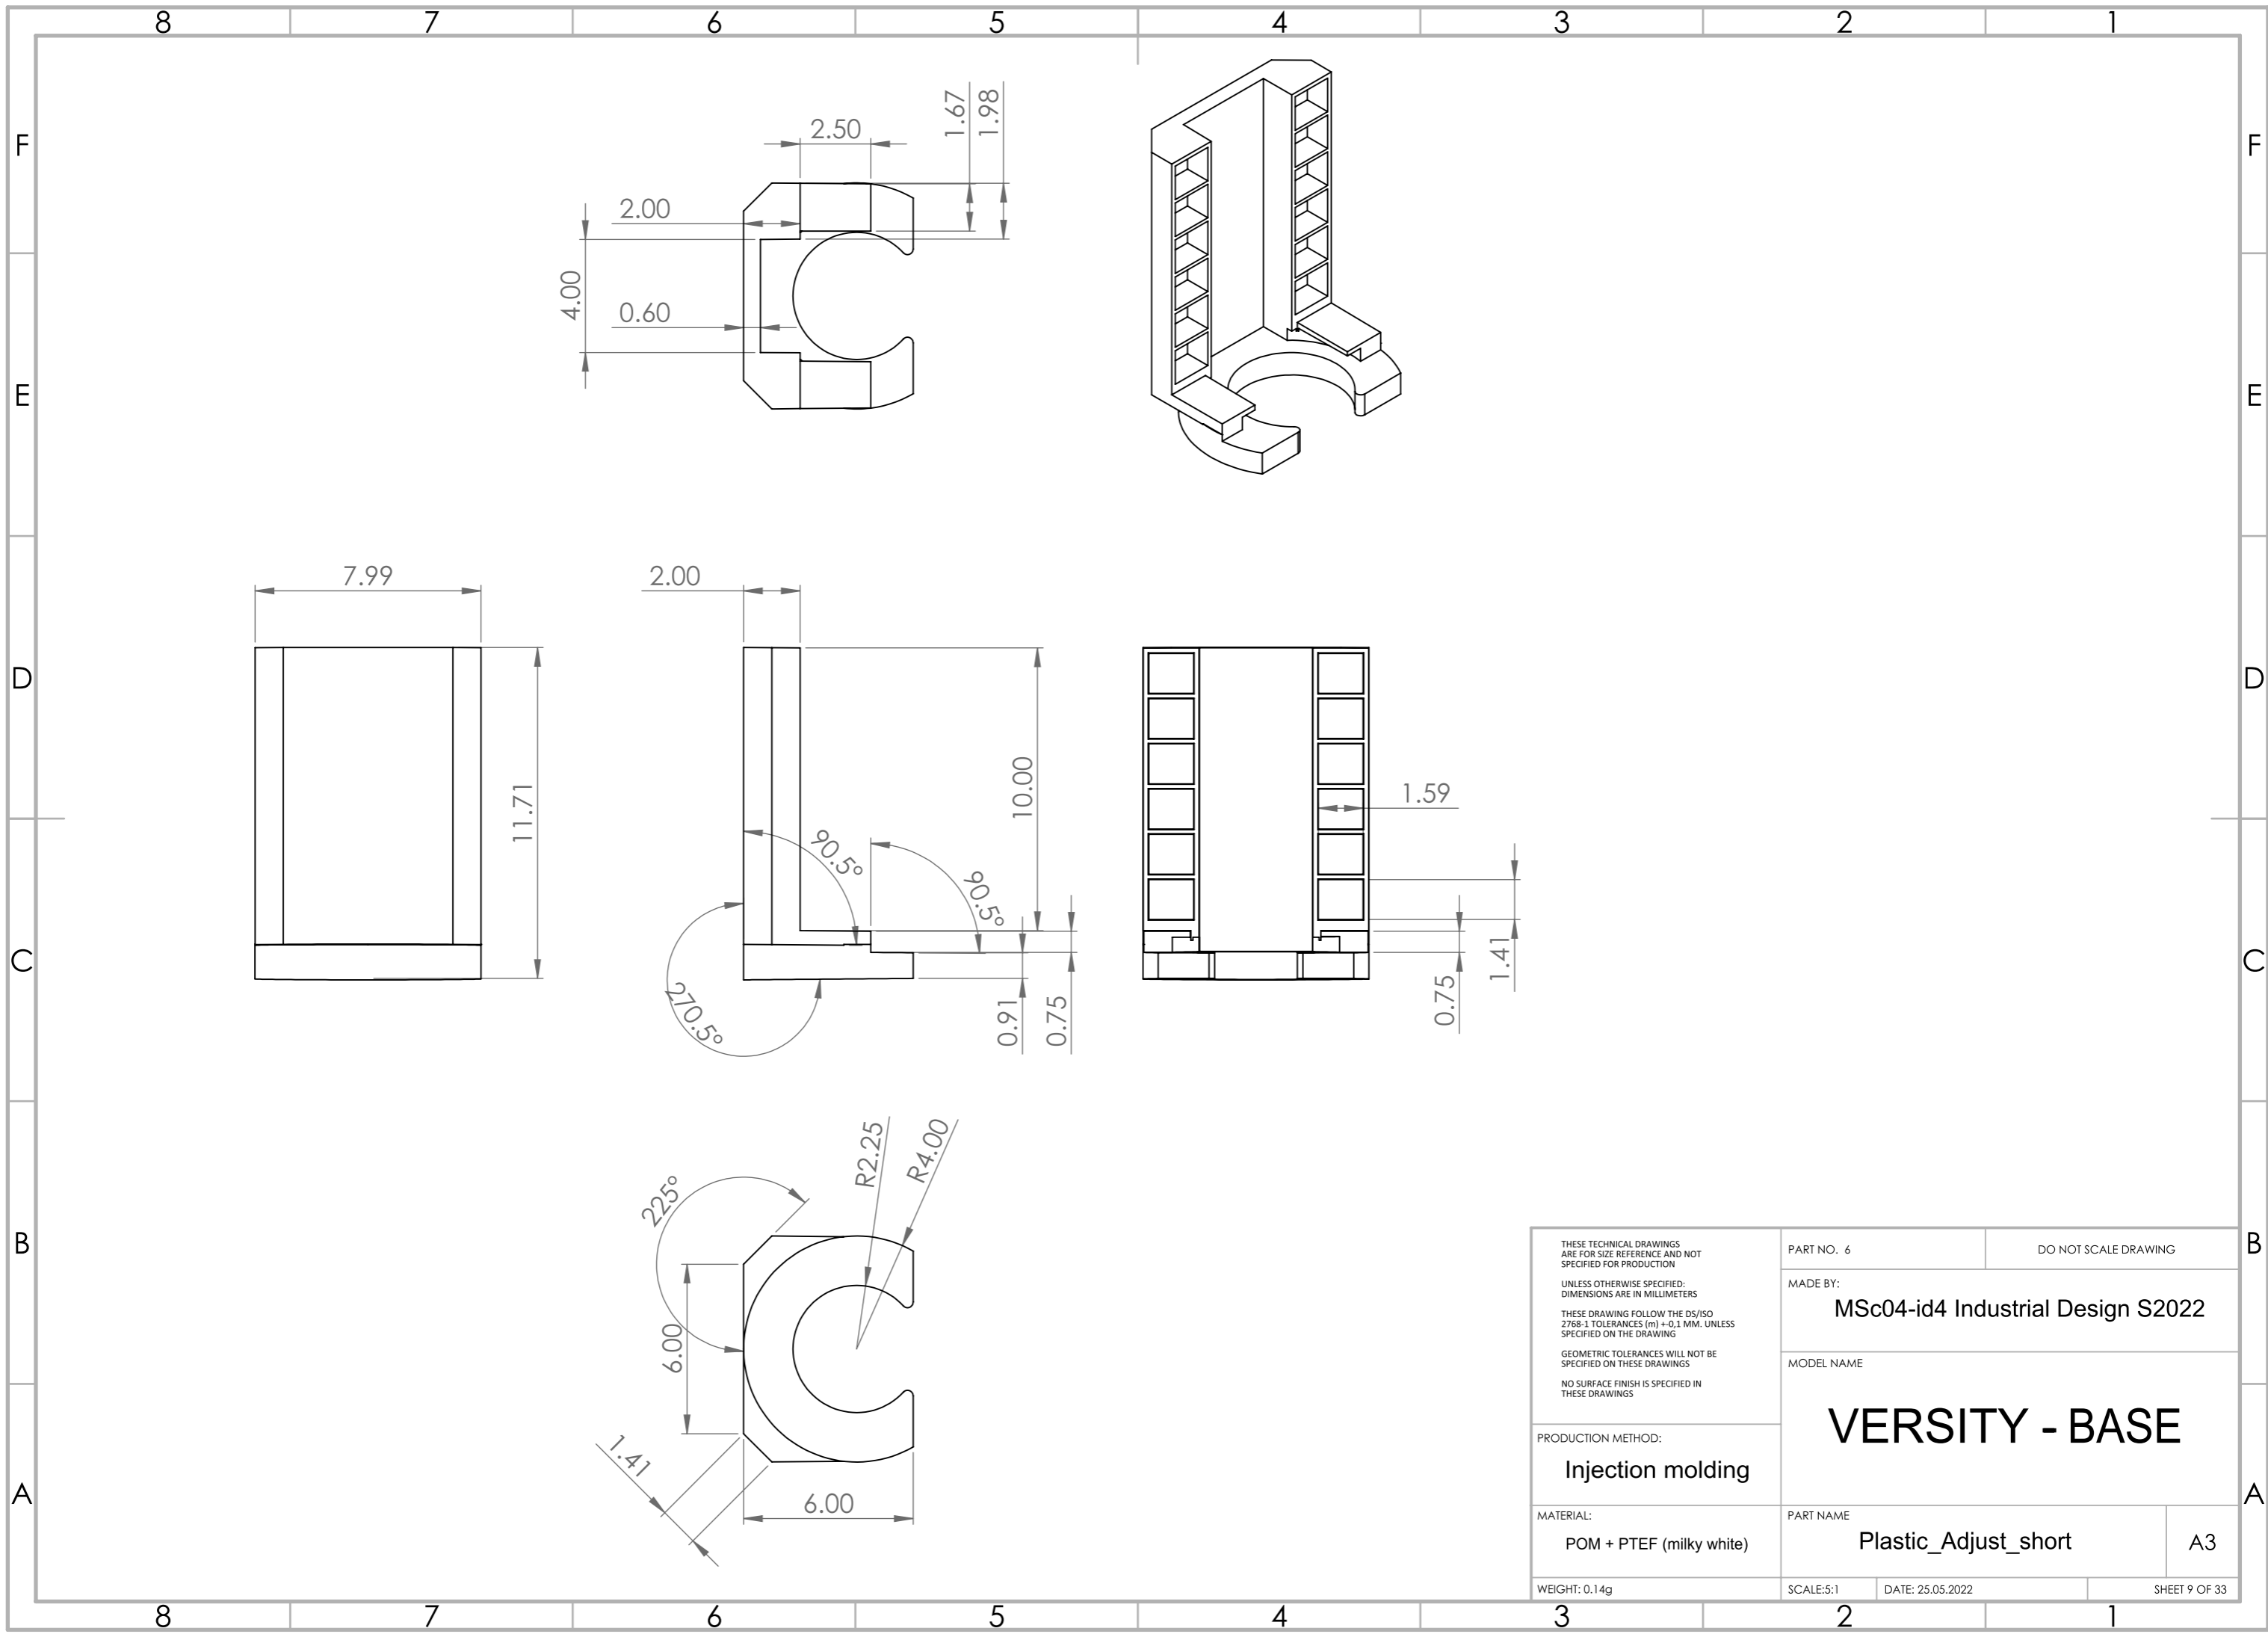 8 7 6 5 4 3 2 1
F F
E E
D D
C C
B B
A A
2.50
1.67
1.98
2.00
4.00
0.60
7.99
11.71
2.00
10.00
90.5°
90.5°
270.5°
0.91
0.75
1.59
1.41
0.75
R2.25
R4.00
225°
6.00
1.41
6.00
THESE TECHNICAL DRAWINGS
ARE FOR SIZE REFERENCE AND NOT
SPECIFIED FOR PRODUCTION
UNLESS OTHERWISE SPECIFIED:
DIMENSIONS ARE IN MILLIMETERS
THESE DRAWING FOLLOW THE DS/ISO
2768-1 TOLERANCES (m) +-0,1 MM. UNLESS
SPECIFIED ON THE DRAWING
GEOMETRIC TOLERANCES WILL NOT BE
SPECIFIED ON THESE DRAWINGS
NO SURFACE FINISH IS SPECIFIED IN
THESE DRAWINGS
PART NO. 6
DO NOT SCALE DRAWING
MADE BY:
MSc04-id4 Industrial Design S2022
MODEL NAME
VERSITY - BASE
PRODUCTION METHOD:
Injection molding
MATERIAL:
POM + PTEF (milky white)
PART NAME
Plastic_Adjust_short
A3
WEIGHT: 0.14g
SCALE:5:1
DATE: 25.05.2022
SHEET 9 OF 33
8 7 6 5 4 3 2 1